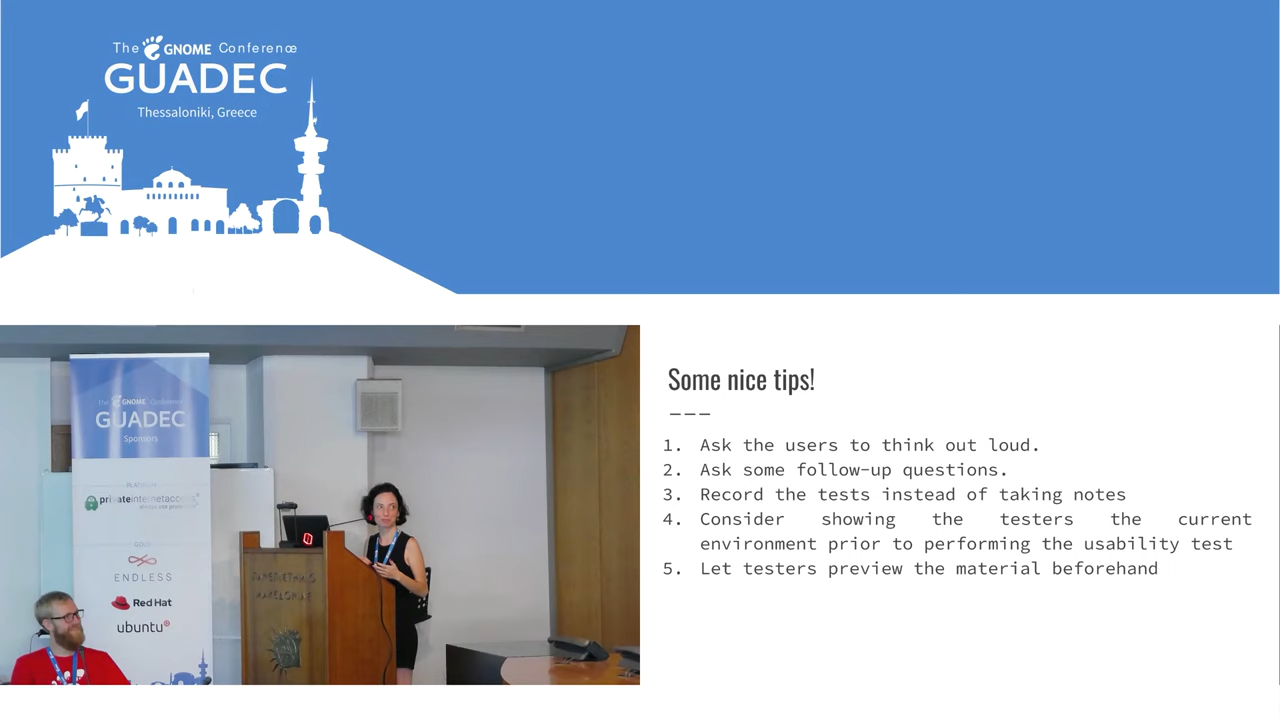 The GNOME Conference
GUADEC
Thessaloniki, Greece
GNOME Conference
GUADEC
Sponsors
PLATINUM
privateinternetaccess
always use protection
GOLD
ENDLESS
Red Hat
ubuntu
Some nice tips!
1. Ask the users to think out loud.
2. Ask some follow-up questions.
3. Record the tests instead of taking notes
4. Consider showing the testers the current
environment prior to performing the usability test
5. Let testers preview the material beforehand